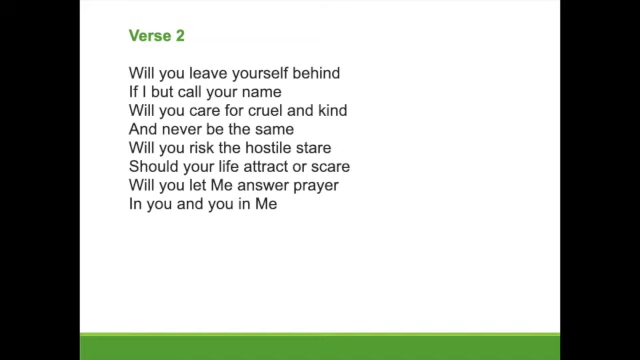 Verse 2
Will you leave yourself behind
If I but call your name
Will you care for cruel and kind
And never be the same
Will you risk the hostile stare
Should your life attract or scare
Will you let Me answer prayer
In you and you in Me